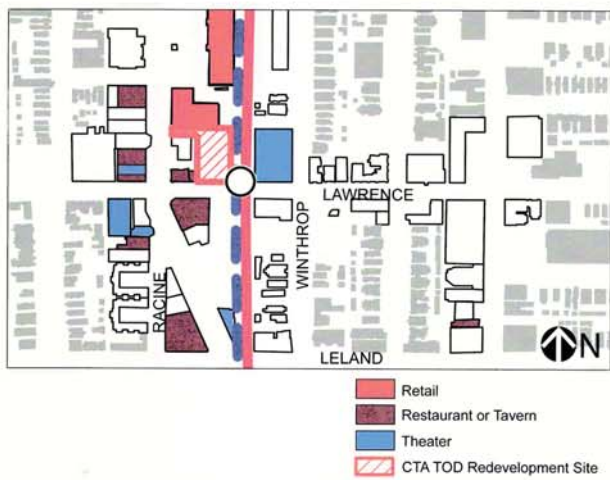 LAWRENCE
WINTHROP
RACINE
LELAND
N
Retail
Restaurant or Tavern
Theater
CTA TOD Redevelopment Site